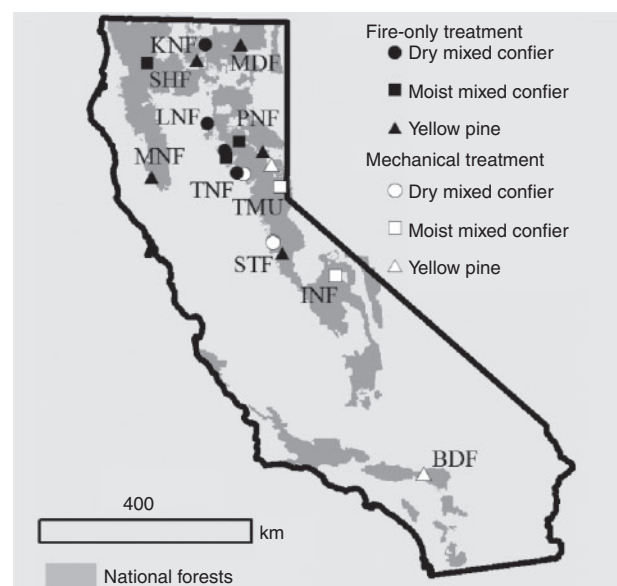 Fire-only treatment
Dry mixed confier
Moist mixed confier
Yellow pine
Mechanical treatment
Dry mixed confier
Moist mixed confier
Yellow pine
KNF
MDF
SHF
LNF
PNF
MNF
TNF
TMU
STF
INF
BDF
400
km
National forests